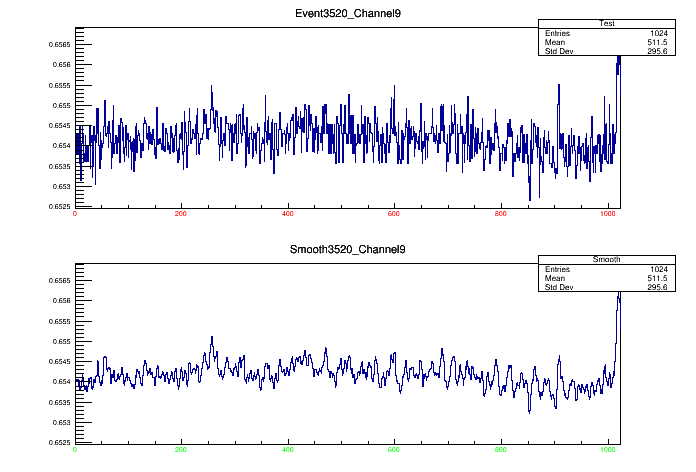 Event3520_Channel9
Test
Entries 1024
Mean 511.5
Std Dev 295.6
0.6565
0.656
0.6555
0.655
0.6545
0.654
0.6535
0.653
0.6525
0 200 400 600 800 1000
Smooth3520_Channel9
Smooth
Entries 1024
Mean 511.5
Std Dev 295.6
0.6565
0.656
0.6555
0.655
0.6545
0.654
0.6535
0.653
0.6525
0 200 400 600 800 1000